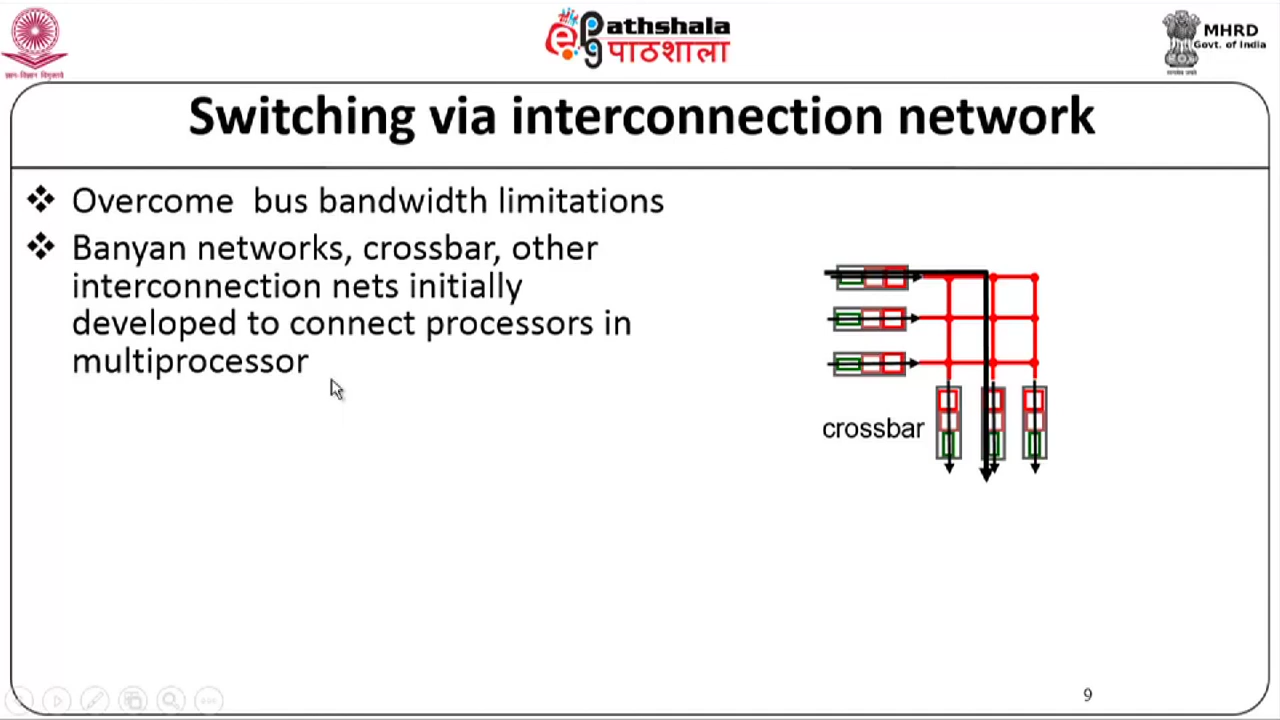 ePathshala
पाठशाला
MHRD
Govt. of India
Switching via interconnection network
Overcome bus bandwidth limitations
Banyan networks, crossbar, other
interconnection nets initially
developed to connect processors in
multiprocessor
crossbar
9